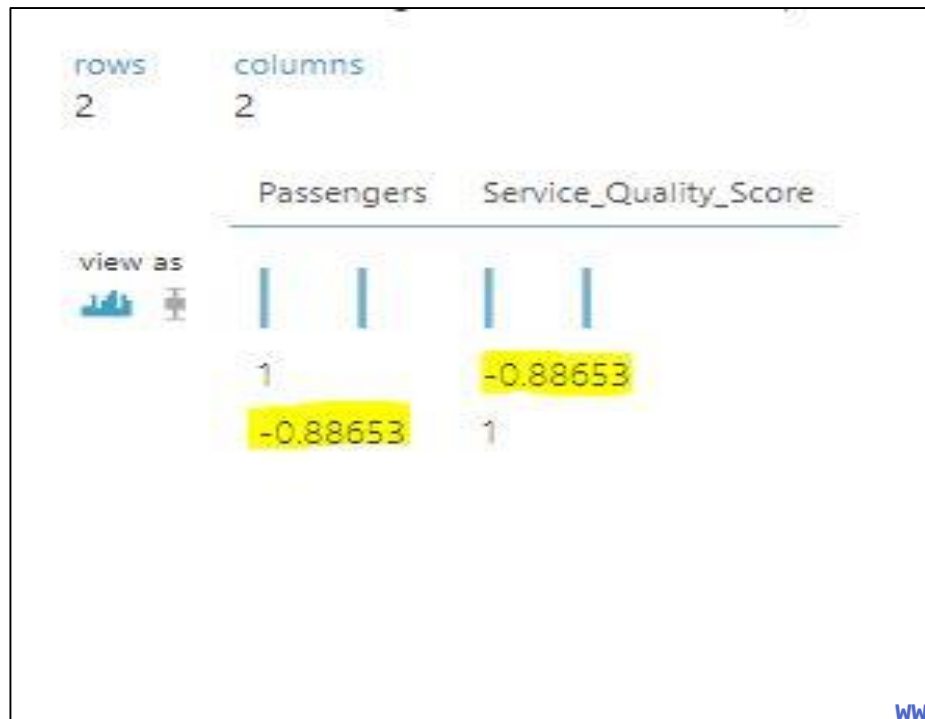 rows columns
2 2
Passengers Service_Quality_Score
view as
1 -0.88653
-0.88653 1